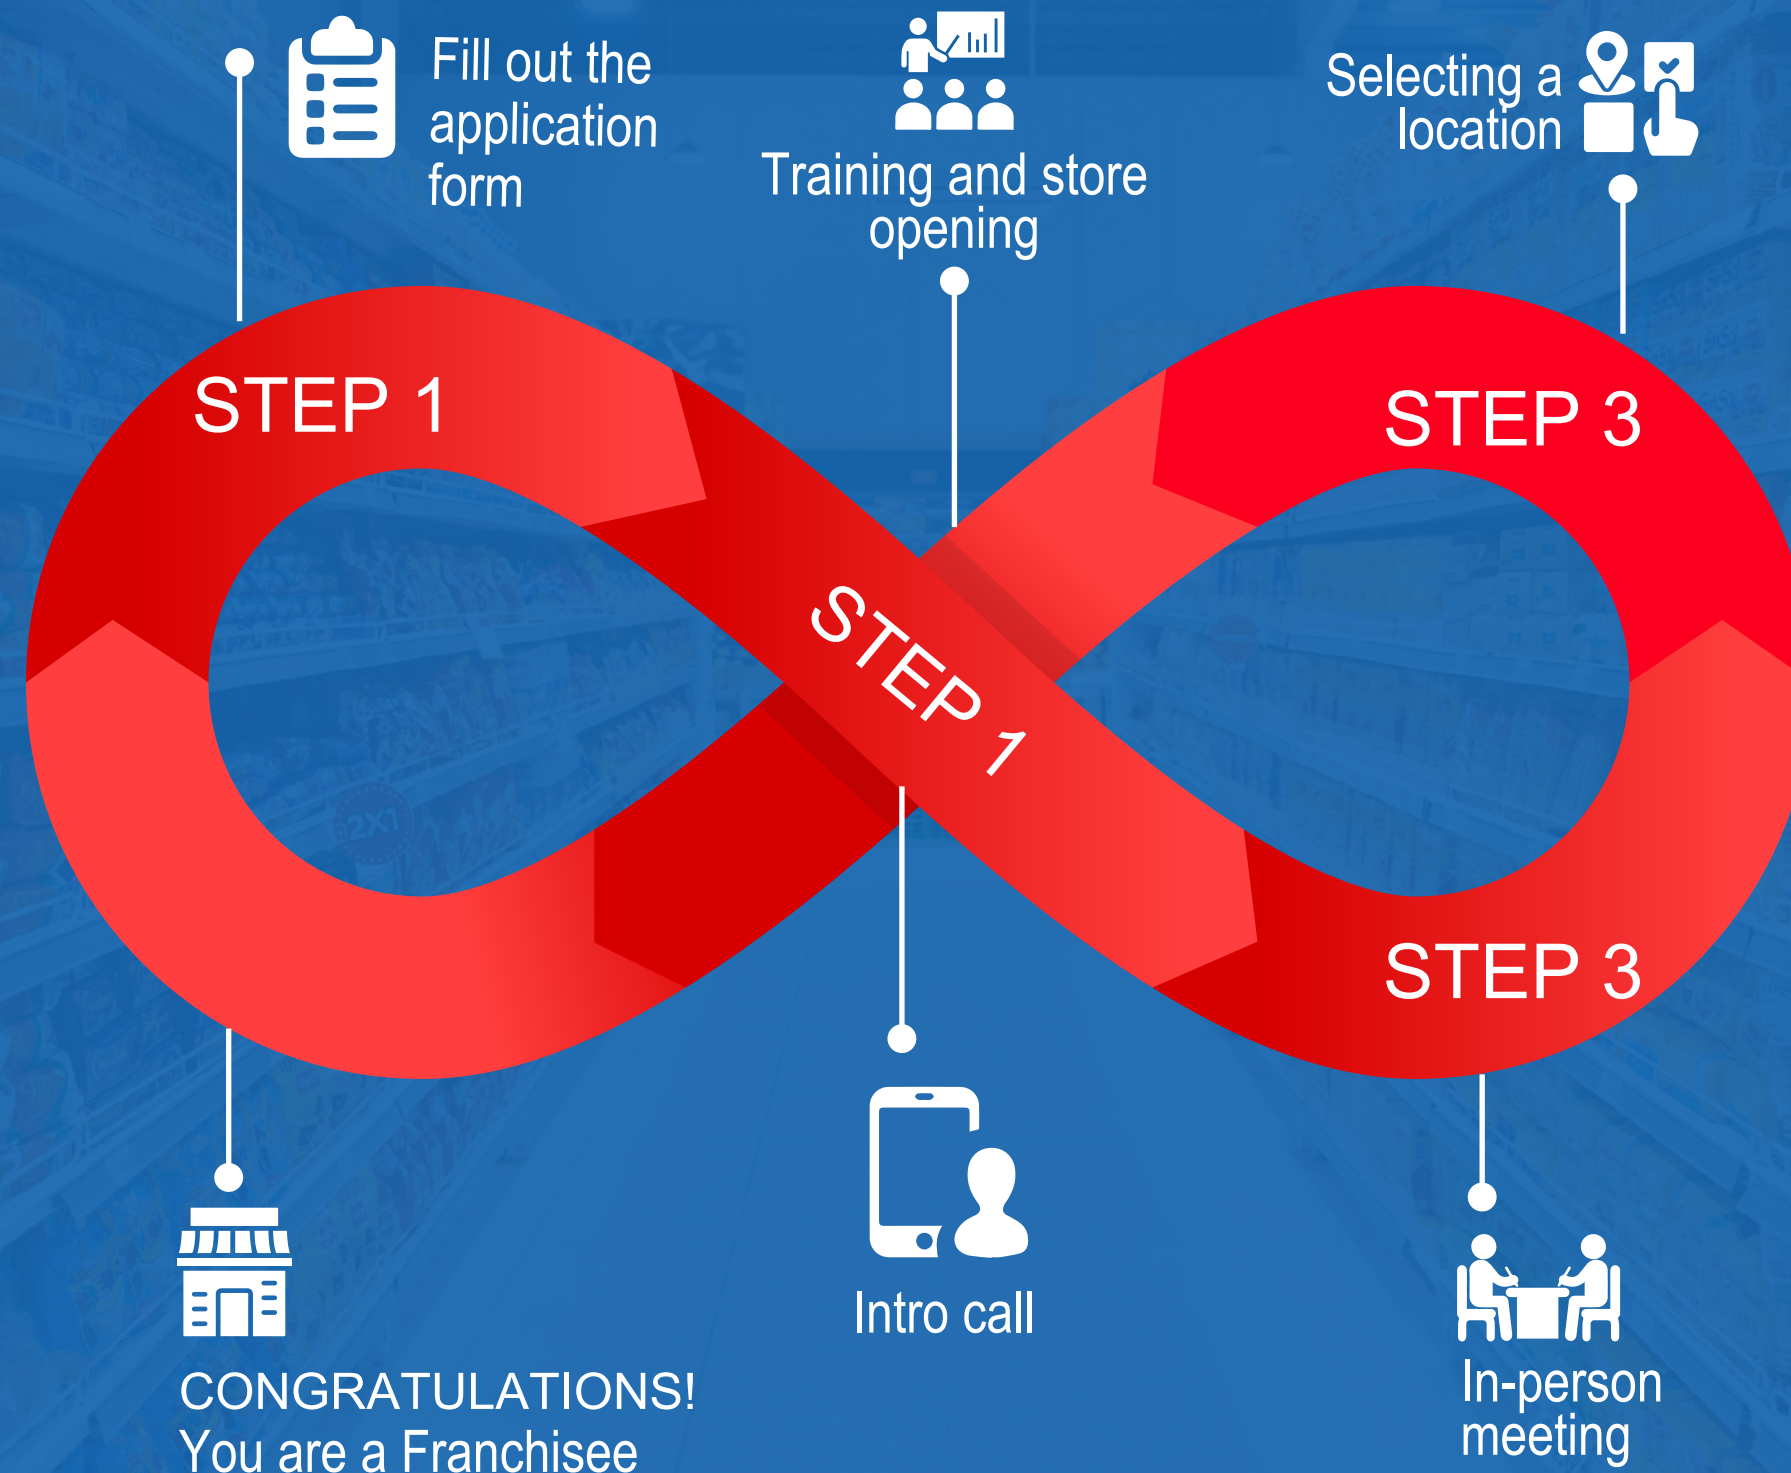 Fill out the
application
form
Training and store
opening
Selecting a
location
STEP 1
STEP 3
STEP 1
2X1
STEP 3
Intro call
In-person
meeting
CONGRATULATIONS!
You are a Franchisee